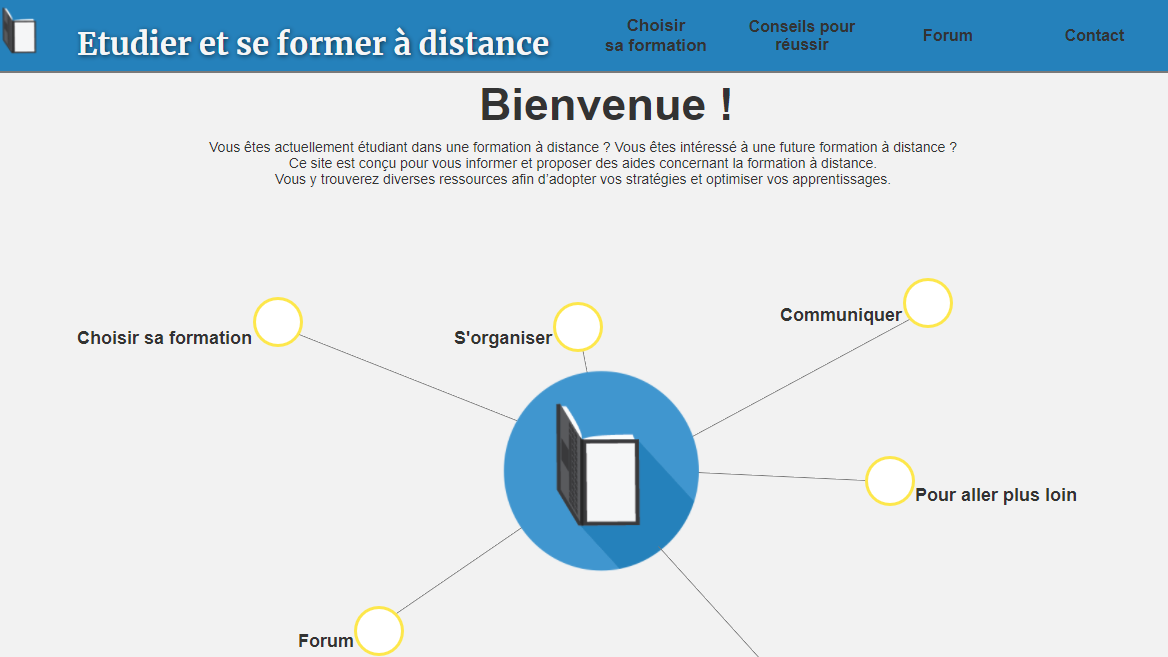 Etudier et se former à distance
Choisir
sa formation
Conseils pour
réussir
Forum
Contact
Bienvenue !
Vous êtes actuellement étudiant dans une formation à distance ? Vous êtes intéressé à une future formation à distance ?
Ce site est conçu pour vous informer et proposer des aides concernant la formation à distance.
Vous y trouverez diverses ressources afin d’adopter vos stratégies et optimiser vos apprentissages.
Choisir sa formation
S'organiser
Communiquer
Pour aller plus loin
Forum